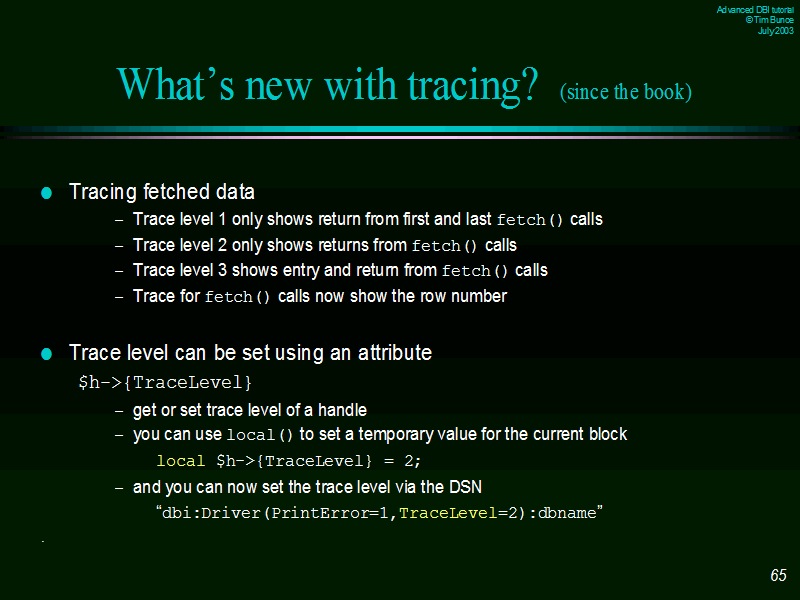 Advanced DBI tutorial
© Tim Bunce
July 2003
What’s new with tracing? (since the book)
● Tracing fetched data
– Trace level 1 only shows return from first and last fetch() calls
– Trace level 2 only shows returns from fetch() calls
– Trace level 3 shows entry and return from fetch() calls
– Trace for fetch() calls now show the row number
● Trace level can be set using an attribute
$h->{TraceLevel}
– get or set trace level of a handle
– you can use local() to set a temporary value for the current block
local $h->{TraceLevel} = 2;
– and you can now set the trace level via the DSN
“dbi:Driver(PrintError=1,TraceLevel=2):dbname”
.
65